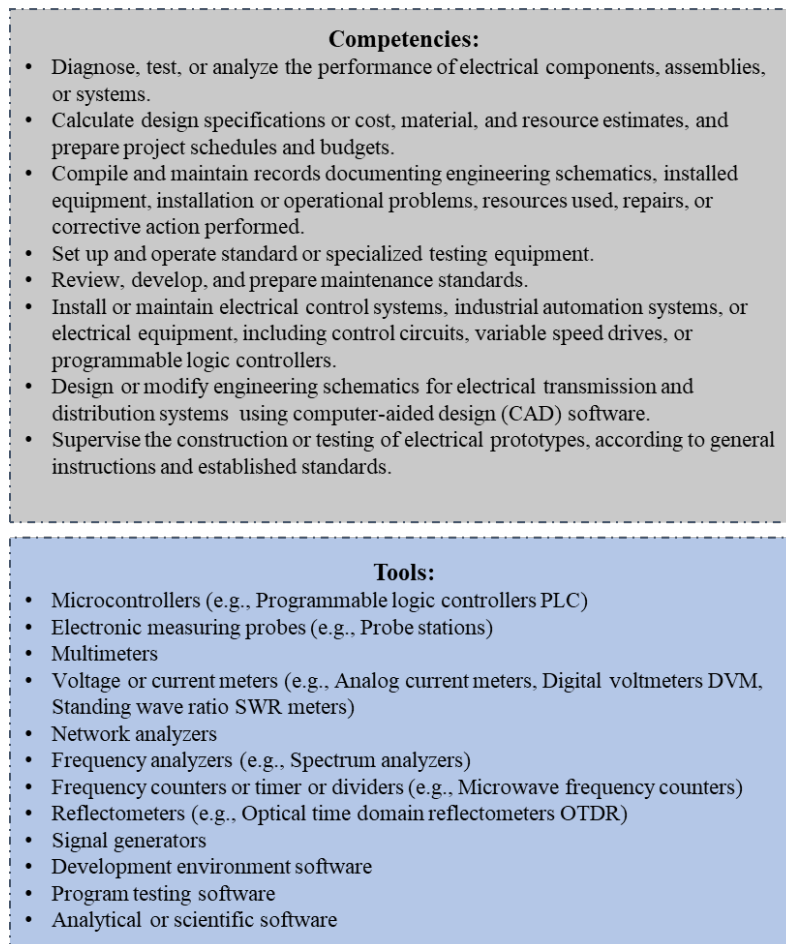 Competencies:
• Diagnose, test, or analyze the performance of electrical components, assemblies,
or systems.
• Calculate design specifications or cost, material, and resource estimates, and
prepare project schedules and budgets.
• Compile and maintain records documenting engineering schematics, installed
equipment, installation or operational problems, resources used, repairs, or
corrective action performed.
• Set up and operate standard or specialized testing equipment.
• Review, develop, and prepare maintenance standards.
• Install or maintain electrical control systems, industrial automation systems, or
electrical equipment, including control circuits, variable speed drives, or
programmable logic controllers.
• Design or modify engineering schematics for electrical transmission and
distribution systems using computer-aided design (CAD) software.
• Supervise the construction or testing of electrical prototypes, according to general
instructions and established standards.
Tools:
• Microcontrollers (e.g., Programmable logic controllers PLC)
• Electronic measuring probes (e.g., Probe stations)
• Multimeters
• Voltage or current meters (e.g., Analog current meters, Digital voltmeters DVM,
Standing wave ratio SWR meters)
• Network analyzers
• Frequency analyzers (e.g., Spectrum analyzers)
• Frequency counters or timer or dividers (e.g., Microwave frequency counters)
• Reflectometers (e.g., Optical time domain reflectometers OTDR)
• Signal generators
• Development environment software
• Program testing software
• Analytical or scientific software